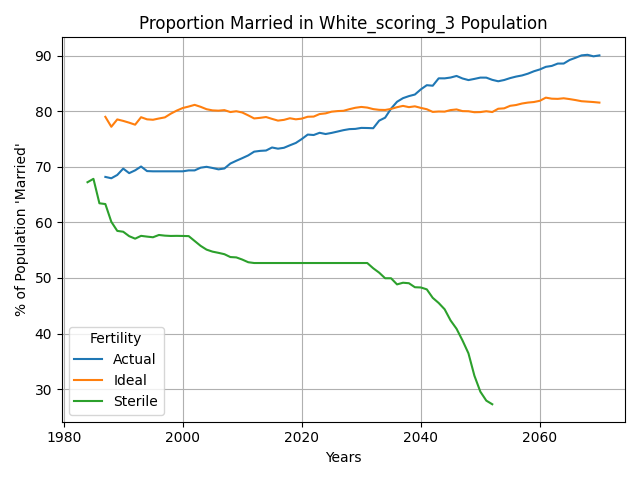 Proportion Married in White_scoring_3 Population
% of Population 'Married'
90
80
70
60
50
40
30
Fertility
Actual
Ideal
Sterile
1980 2000 2020 2040 2060
Years